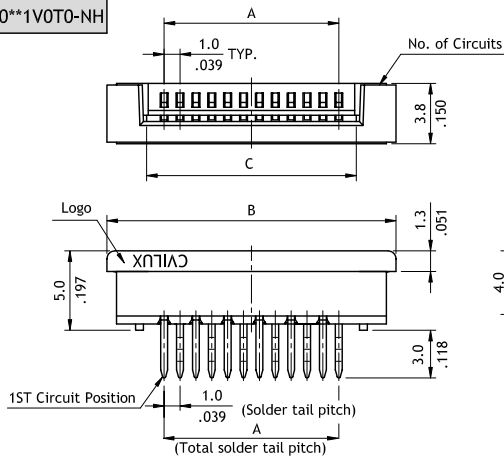 0**1V0T0-NH
A
1.0
.039
TYP.
No. of Circuits
3.8
.150
C
Logo
B
1.3
.051
CVILUX
5.0
.197
4.0
3.0
.118
1ST Circuit Position
1.0
.039
(Solder tail pitch)
A
(Total solder tail pitch)